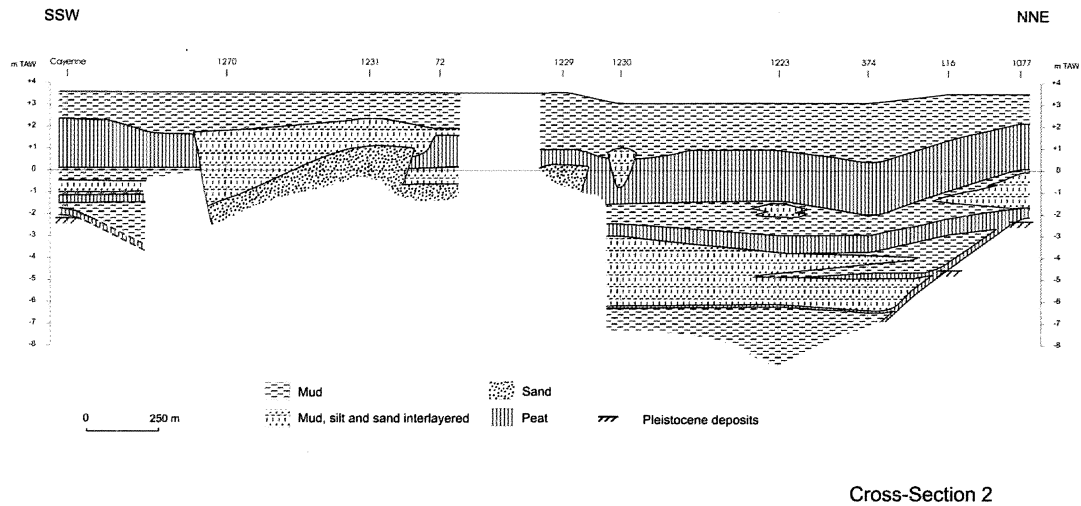 SSW NNE
m TAW Cayenne 1270 1231 72 1229 1230 1223 374 116 1077 m TAW
+4 +4
+3 +3
+2 +2
+1 +1
0 0
-1 -1
-2 -2
-3 -3
-4 -4
-5 -5
-6 -6
-7 -7
-8 -8
Mud Sand
0 250 m Mud, silt and sand interlayered Peat Pleistocene deposits
Cross-Section 2